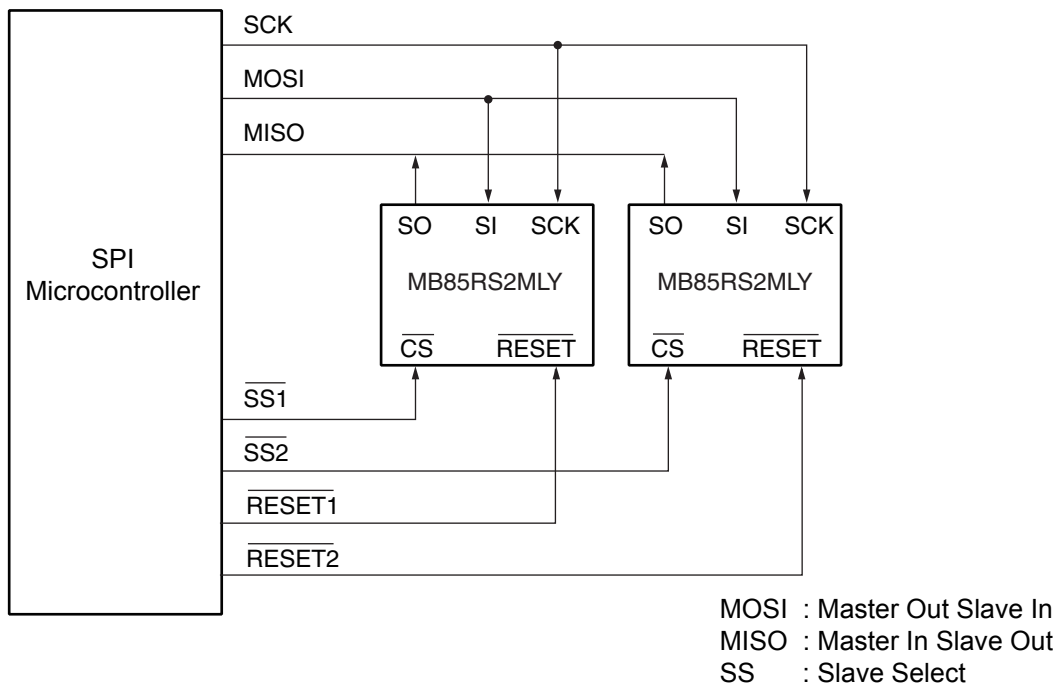 SCK
MOSI
MISO
SPI
Microcontroller
SO SI SCK
MB85RS2MLY
CS RESET
SO SI SCK
MB85RS2MLY
CS RESET
SS1
SS2
RESET1
RESET2
MOSI : Master Out Slave In
MISO : Master In Slave Out
SS : Slave Select